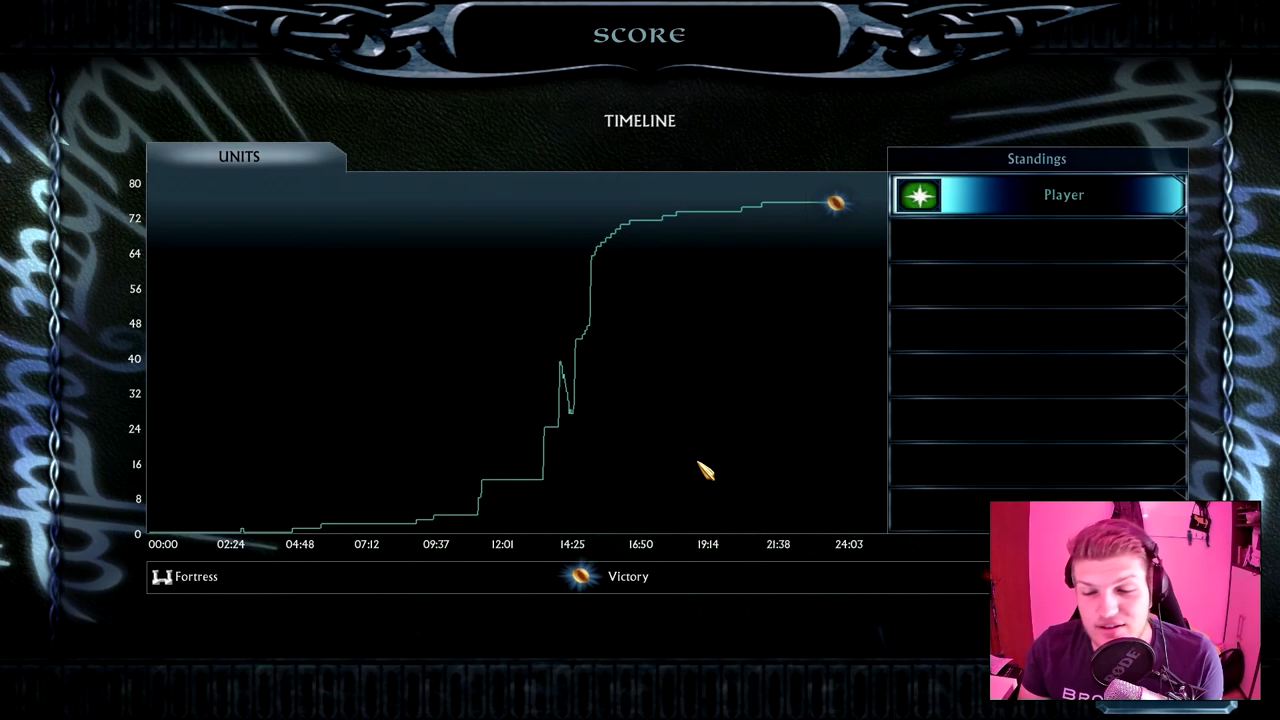 SCORE
TIMELINE
UNITS
Standings
Player
80
72
64
56
48
40
32
24
16
8
0
00:00 02:24 04:48 07:12 09:37 12:01 14:25 16:50 19:14 21:38 24:03
Fortress Victory
RODE
BRO